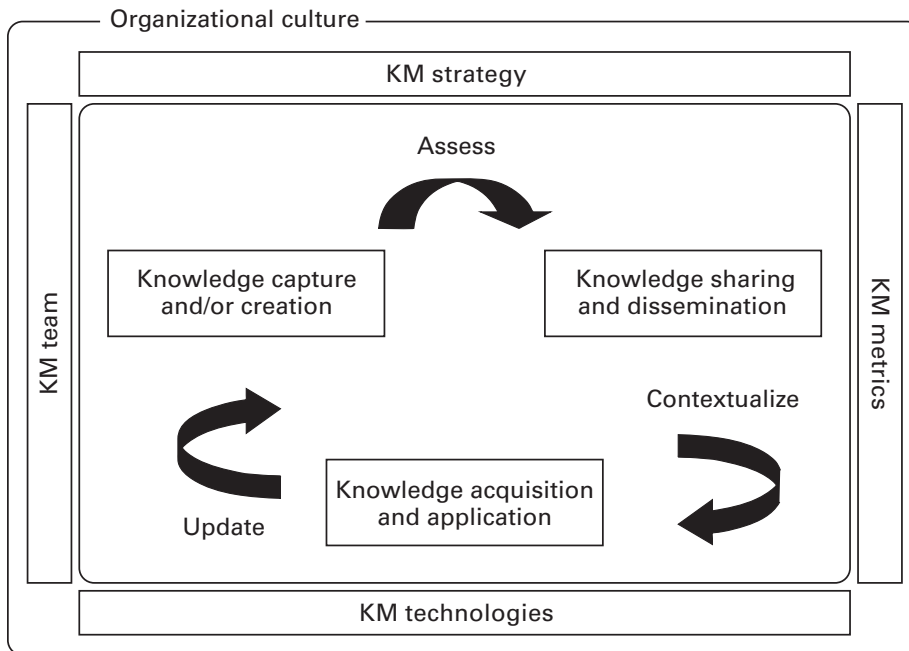 Organizational culture
KM strategy
Assess
Knowledge capture
and/or creation
Knowledge sharing
and dissemination
KM team
KM metrics
Contextualize
Knowledge acquisition
and application
Update
KM technologies